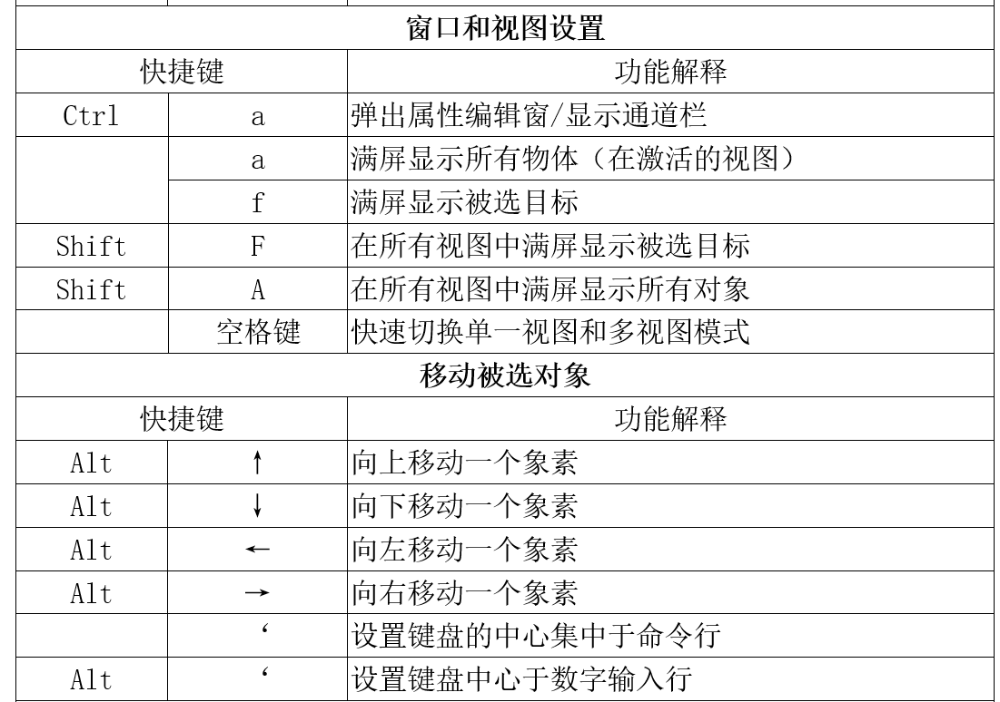 窗口和视图设置
快捷键 功能解释
Ctrl a 弹出属性编辑窗/显示通道栏
a 满屏显示所有物体（在激活的视图）
f 满屏显示被选目标
Shift F 在所有视图中满屏显示被选目标
Shift A 在所有视图中满屏显示所有对象
空格键 快速切换单一视图和多视图模式
移动被选对象
快捷键 功能解释
Alt ↑ 向上移动一个象素
Alt ↓ 向下移动一个象素
Alt ← 向左移动一个象素
Alt → 向右移动一个象素
‘ 设置键盘的中心集中于命令行
Alt ‘ 设置键盘中心于数字输入行